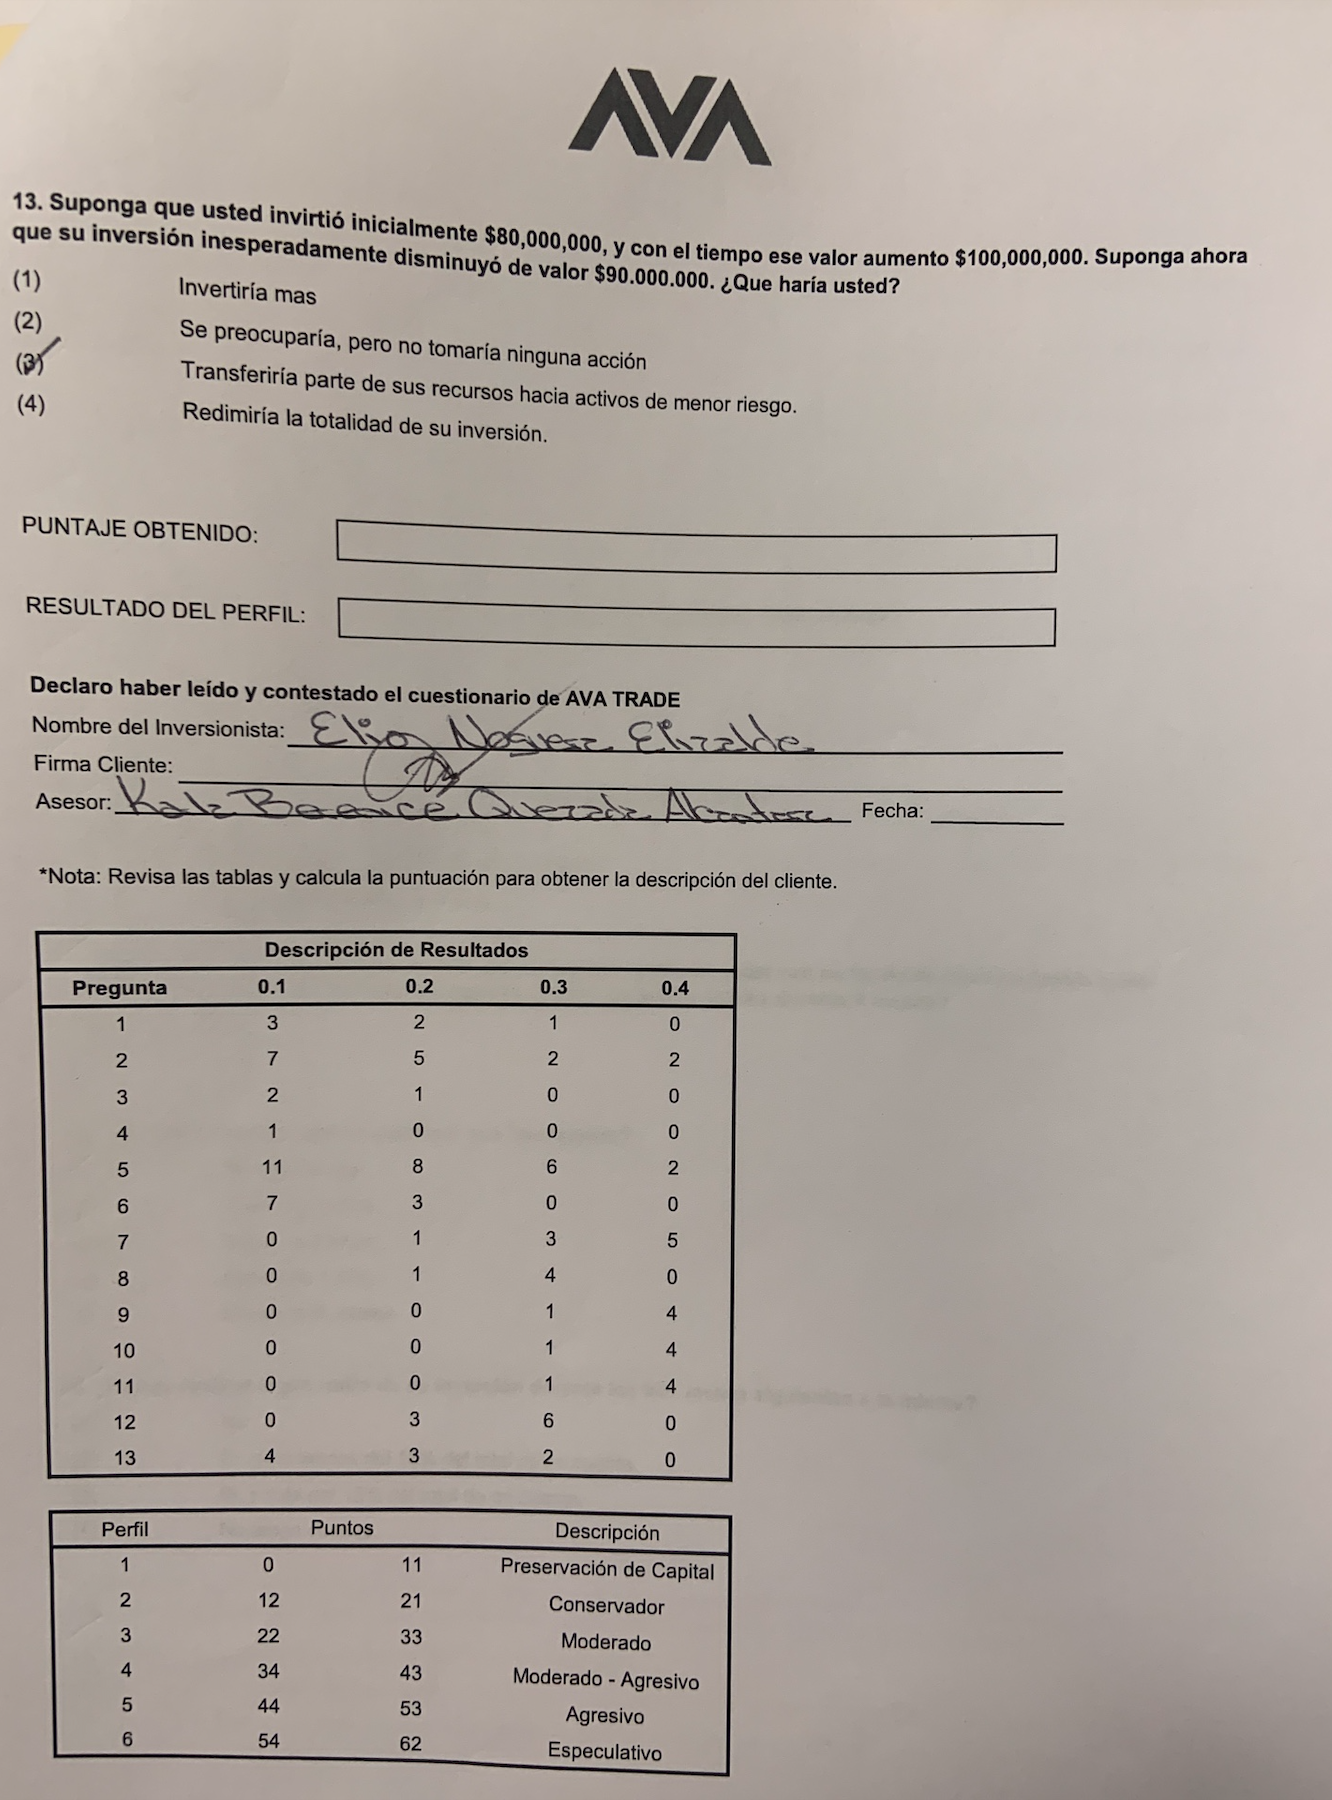 AVA
13. Suponga que usted invirtió inicialmente $80,000,000, y con el tiempo ese valor aumento $100,000,000. Suponga ahora
que su inversión inesperadamente disminuyó de valor $90.000.000. ¿Que haría usted?
(1) Invertiría mas
(2) Se preocuparía, pero no tomaría ninguna acción
(3) Transferiría parte de sus recursos hacia activos de menor riesgo.
(4) Redimiría la totalidad de su inversión.
PUNTAJE OBTENIDO:
RESULTADO DEL PERFIL:
Declaro haber leído y contestado el cuestionario de AVA TRADE
Nombre del Inversionista: Elizalde
Firma Cliente:
Asesor: Quezada Fecha:
*Nota: Revisa las tablas y calcula la puntuación para obtener la descripción del cliente.
Descripción de Resultados
Pregunta 0.1 0.2 0.3 0.4
1 3 2 1 0
2 7 5 2 2
3 2 1 0 0
4 1 0 0 0
5 11 8 6 2
6 7 3 0 0
7 0 1 3 5
8 0 1 4 0
9 0 0 1 4
10 0 0 1 4
11 0 0 1 4
12 0 3 6 0
13 4 3 2 0
Perfil Puntos Descripción
1 0 11 Preservación de Capital
2 12 21 Conservador
3 22 33 Moderado
4 34 43 Moderado - Agresivo
5 44 53 Agresivo
6 54 62 Especulativo